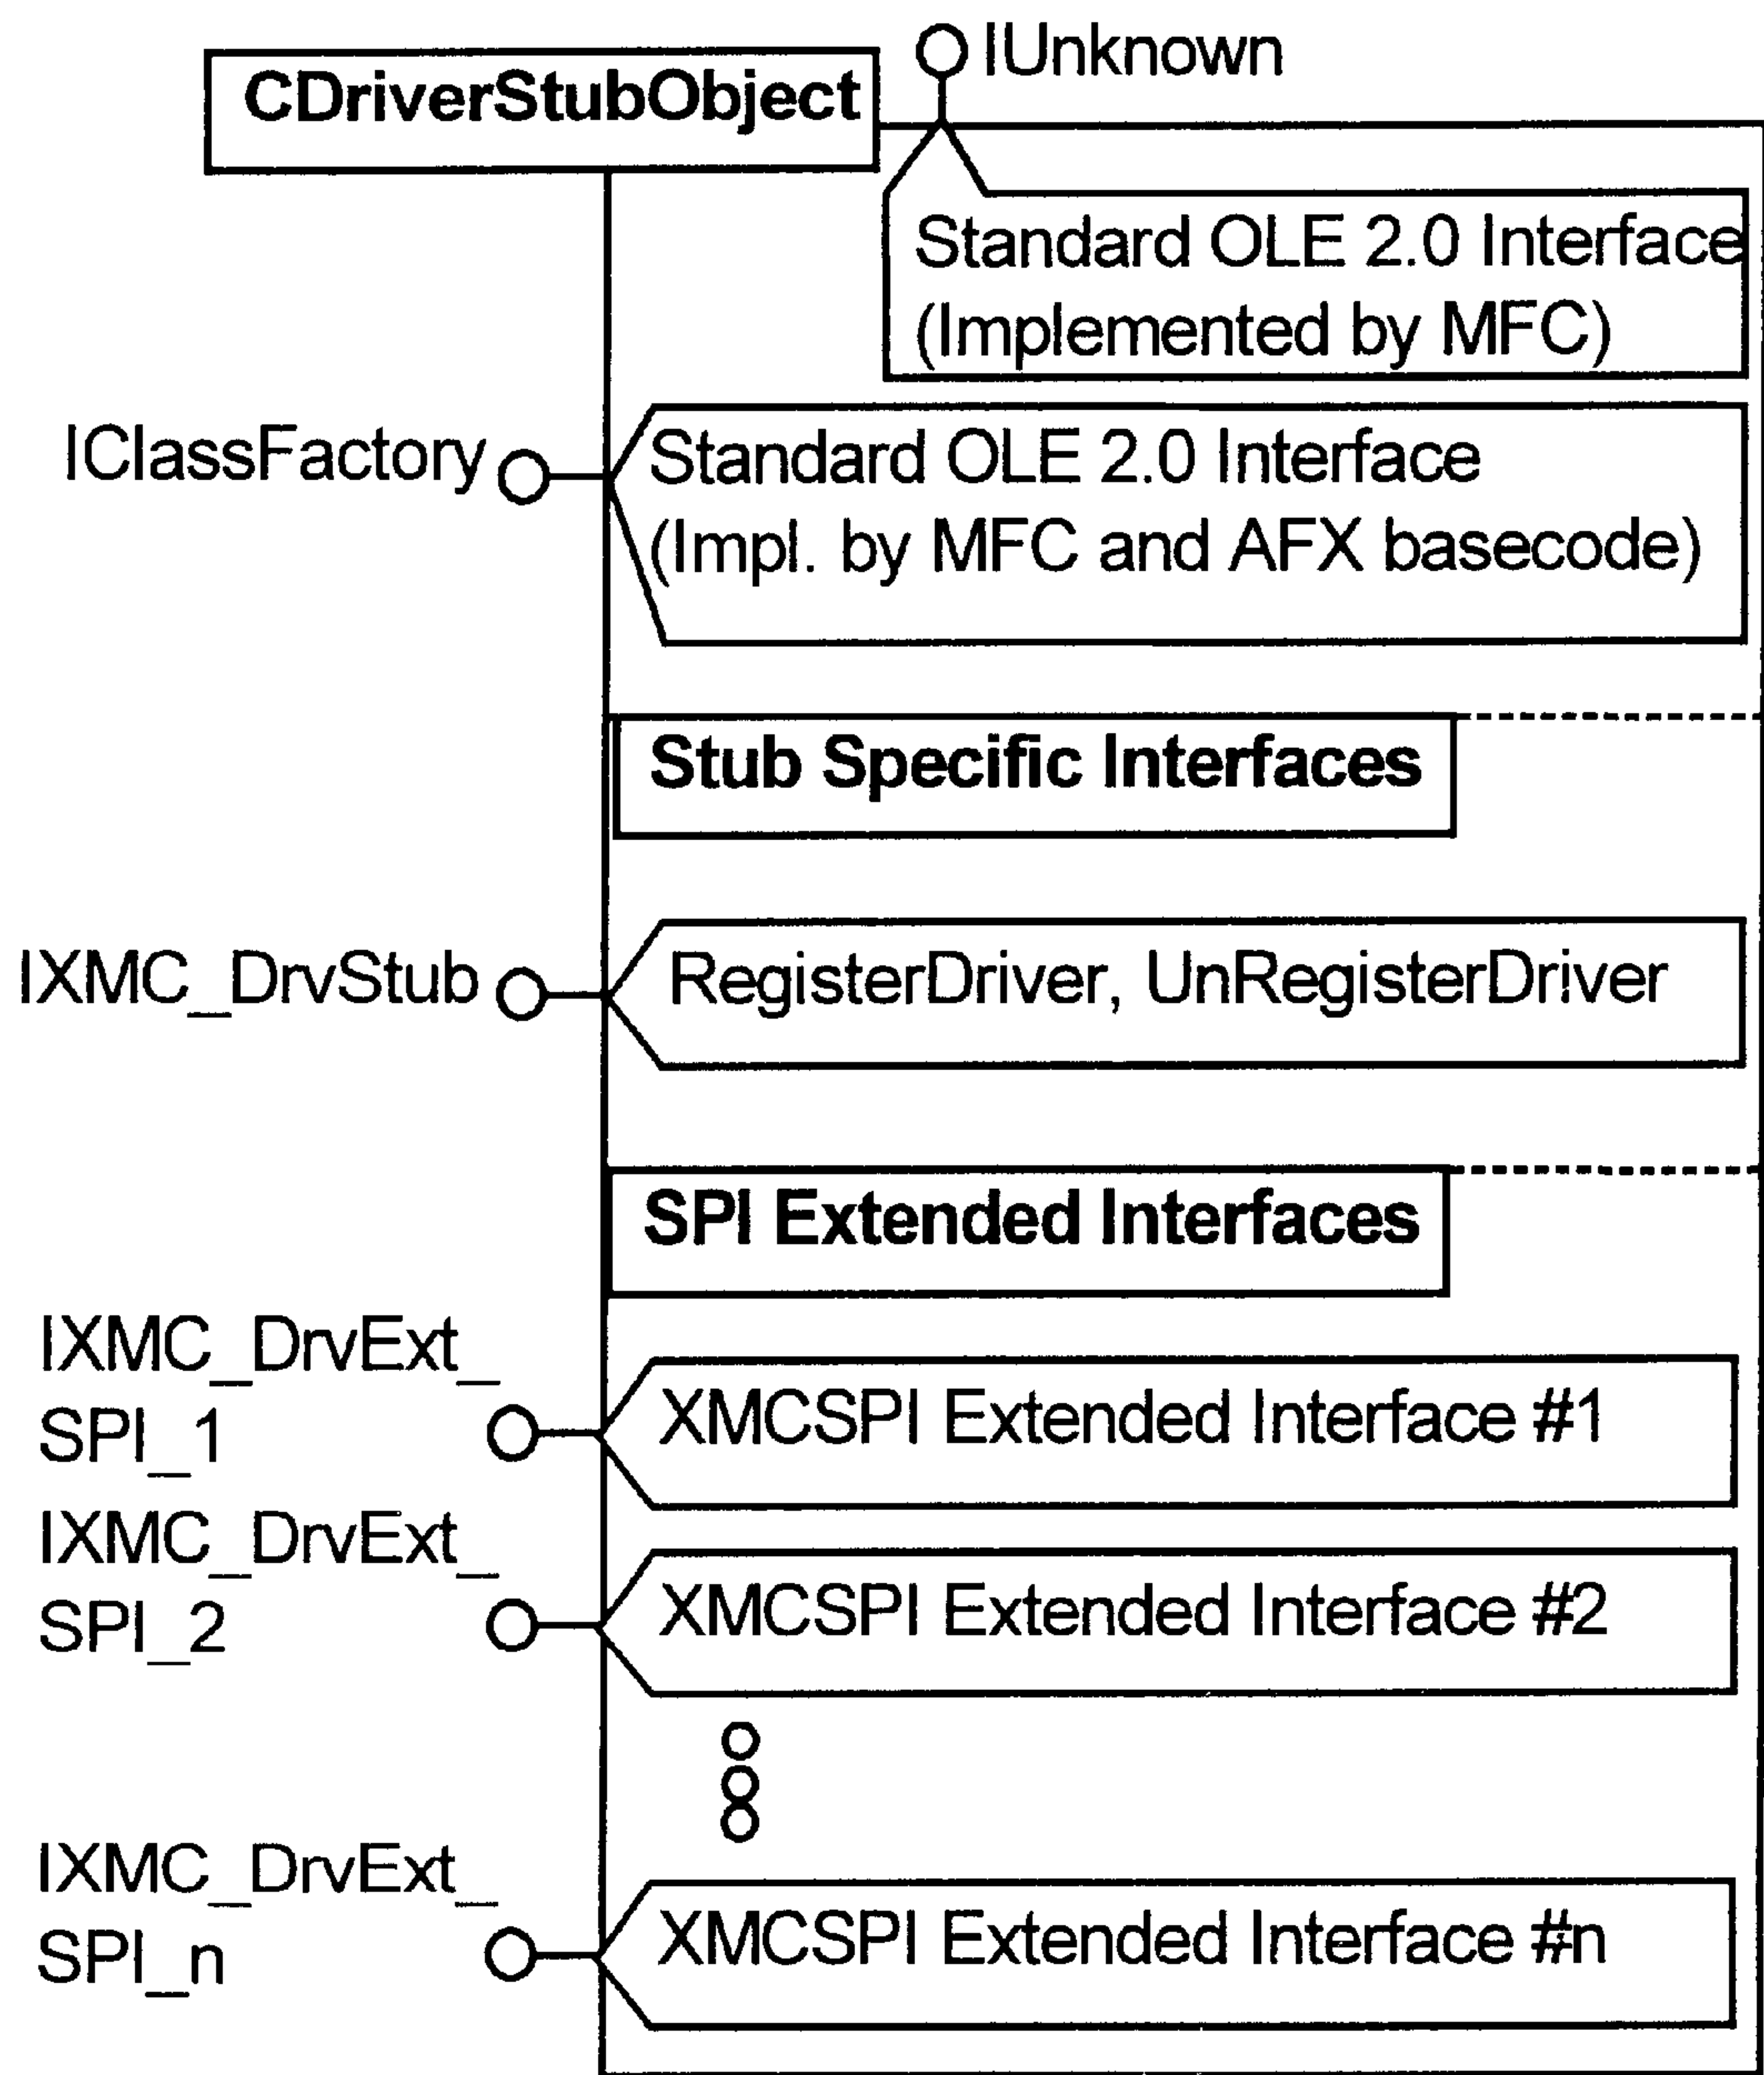 IUnknown
CDriverStubObject
Standard OLE 2.0 Interface
(Implemented by MFC)
IClassFactory
Standard OLE 2.0 Interface
(Impl. by MFC and AFX basecode)
Stub Specific Interfaces
IXMC_DrvStub
RegisterDriver, UnRegisterDriver
SPI Extended Interfaces
IXMC_DrvExt_
SPI_1
XMCSPI Extended Interface #1
IXMC_DrvExt_
SPI_2
XMCSPI Extended Interface #2
IXMC_DrvExt_
SPI_n
XMCSPI Extended Interface #n